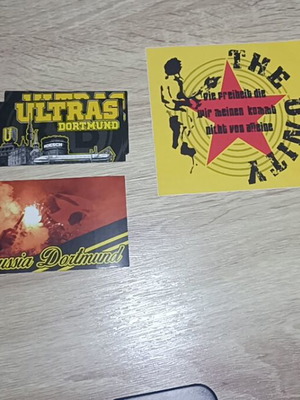 ULTRAS
DORTMUND
U
THE UNITY
die freiheit die
wir meinen kommt
nicht von alleine
ussia Dortmund